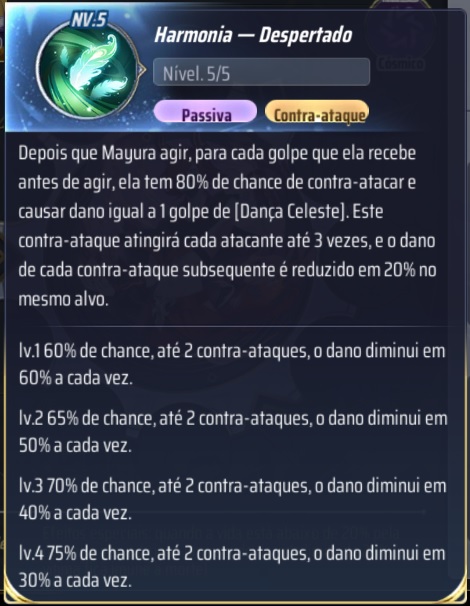 NV.5
Harmonia — Despertado
Nível. 5/5
Passiva
Contra-ataque
Cósmico
Depois que Mayura agir, para cada golpe que ela recebe
antes de agir, ela tem 80% de chance de contra-atacar e
causar dano igual a 1 golpe de [Dança Celeste]. Este
contra-ataque atingirá cada atacante até 3 vezes, e o dano
de cada contra-ataque subsequente é reduzido em 20% no
mesmo alvo.
lv.1 60% de chance, até 2 contra-ataques, o dano diminui em
60% a cada vez.
lv.2 65% de chance, até 2 contra-ataques, o dano diminui em
50% a cada vez.
lv.3 70% de chance, até 2 contra-ataques, o dano diminui em
40% a cada vez.
lv.4 75% de chance, até 2 contra-ataques, o dano diminui em
30% a cada vez.